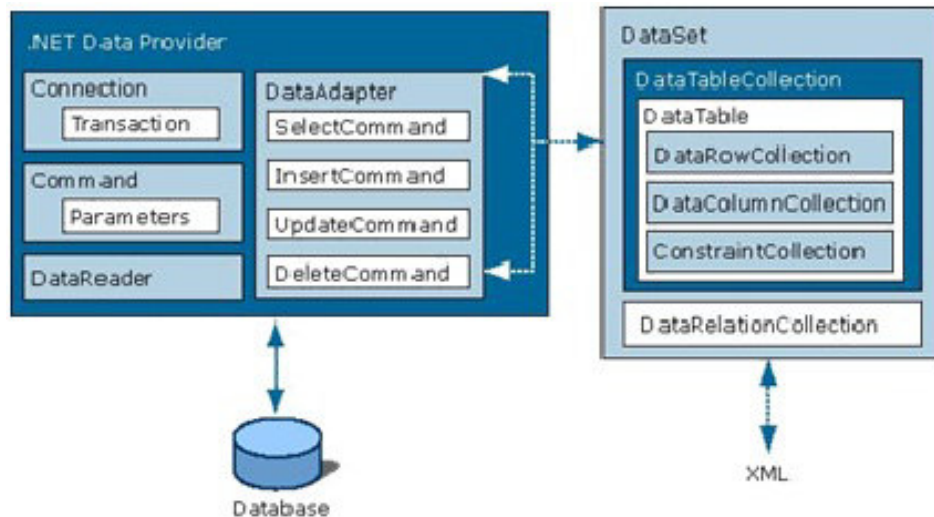 .NET Data Provider
Connection
Transaction
Command
Parameters
DataReader
DataAdapter
SelectCommand
InsertCommand
UpdateCommand
DeleteCommand
Database
DataSet
DataTableCollection
DataTable
DataRowCollection
DataColumnCollection
ConstraintCollection
DataRelationCollection
XML